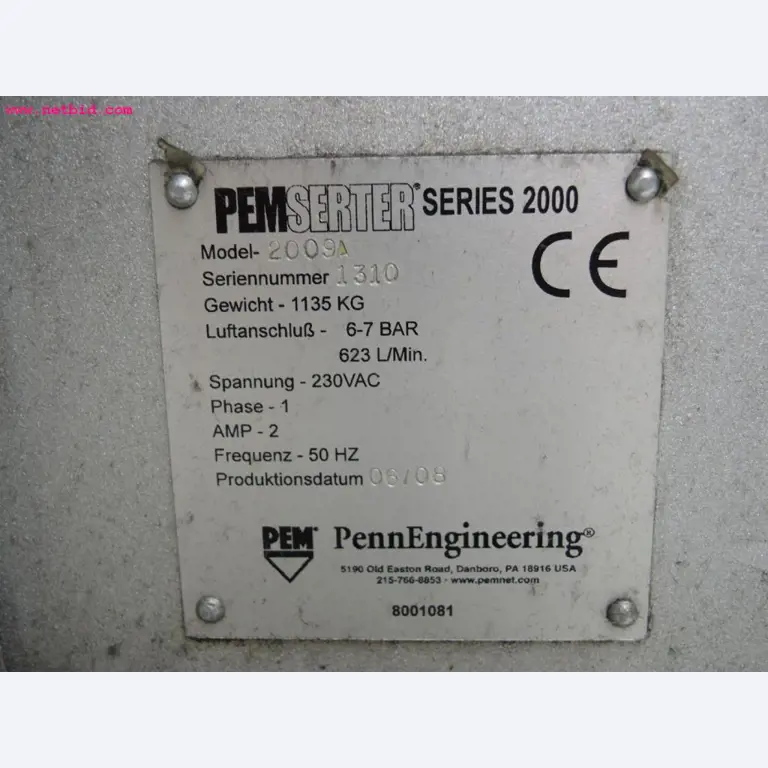 www.netbid.com
PEMSERTER® SERIES 2000
Model- 2009A
Seriennummer 1310
Gewicht - 1135 KG
Luftanschluß - 6-7 BAR
623 L/Min.
Spannung - 230VAC
Phase - 1
AMP - 2
Frequenz - 50 HZ
Produktionsdatum 06/08
CE
PEM® PennEngineering®
5190 Old Easton Road, Danboro, PA 18916 USA
215-766-8853 · www.pemnet.com
8001081